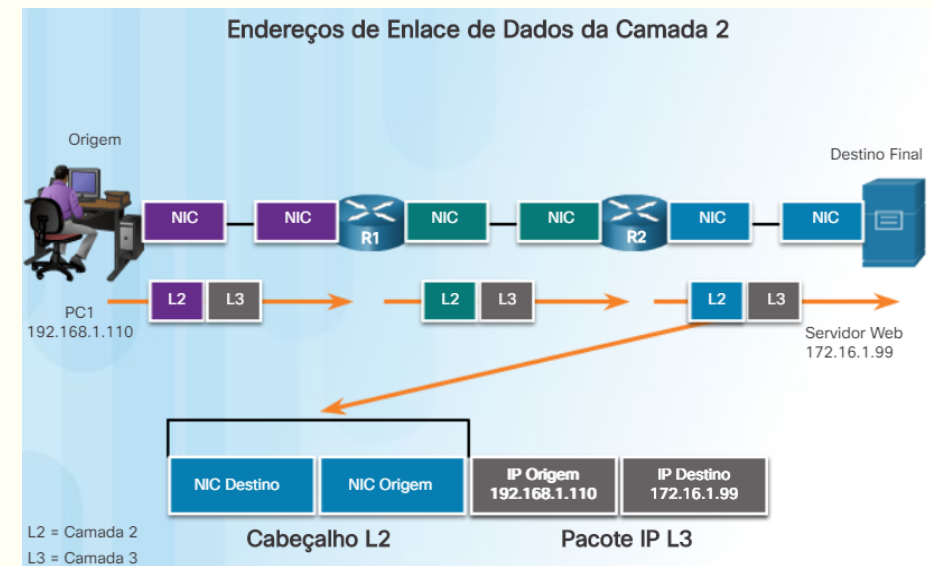 Endereços de Enlace de Dados da Camada 2
Origem
Destino Final
NIC NIC R1 NIC NIC R2 NIC NIC
L2 L3 L2 L3 L2 L3
PC1
192.168.1.110
Servidor Web
172.16.1.99
NIC Destino
NIC Origem
IP Origem
192.168.1.110
IP Destino
172.16.1.99
Cabeçalho L2
Pacote IP L3
L2 = Camada 2
L3 = Camada 3